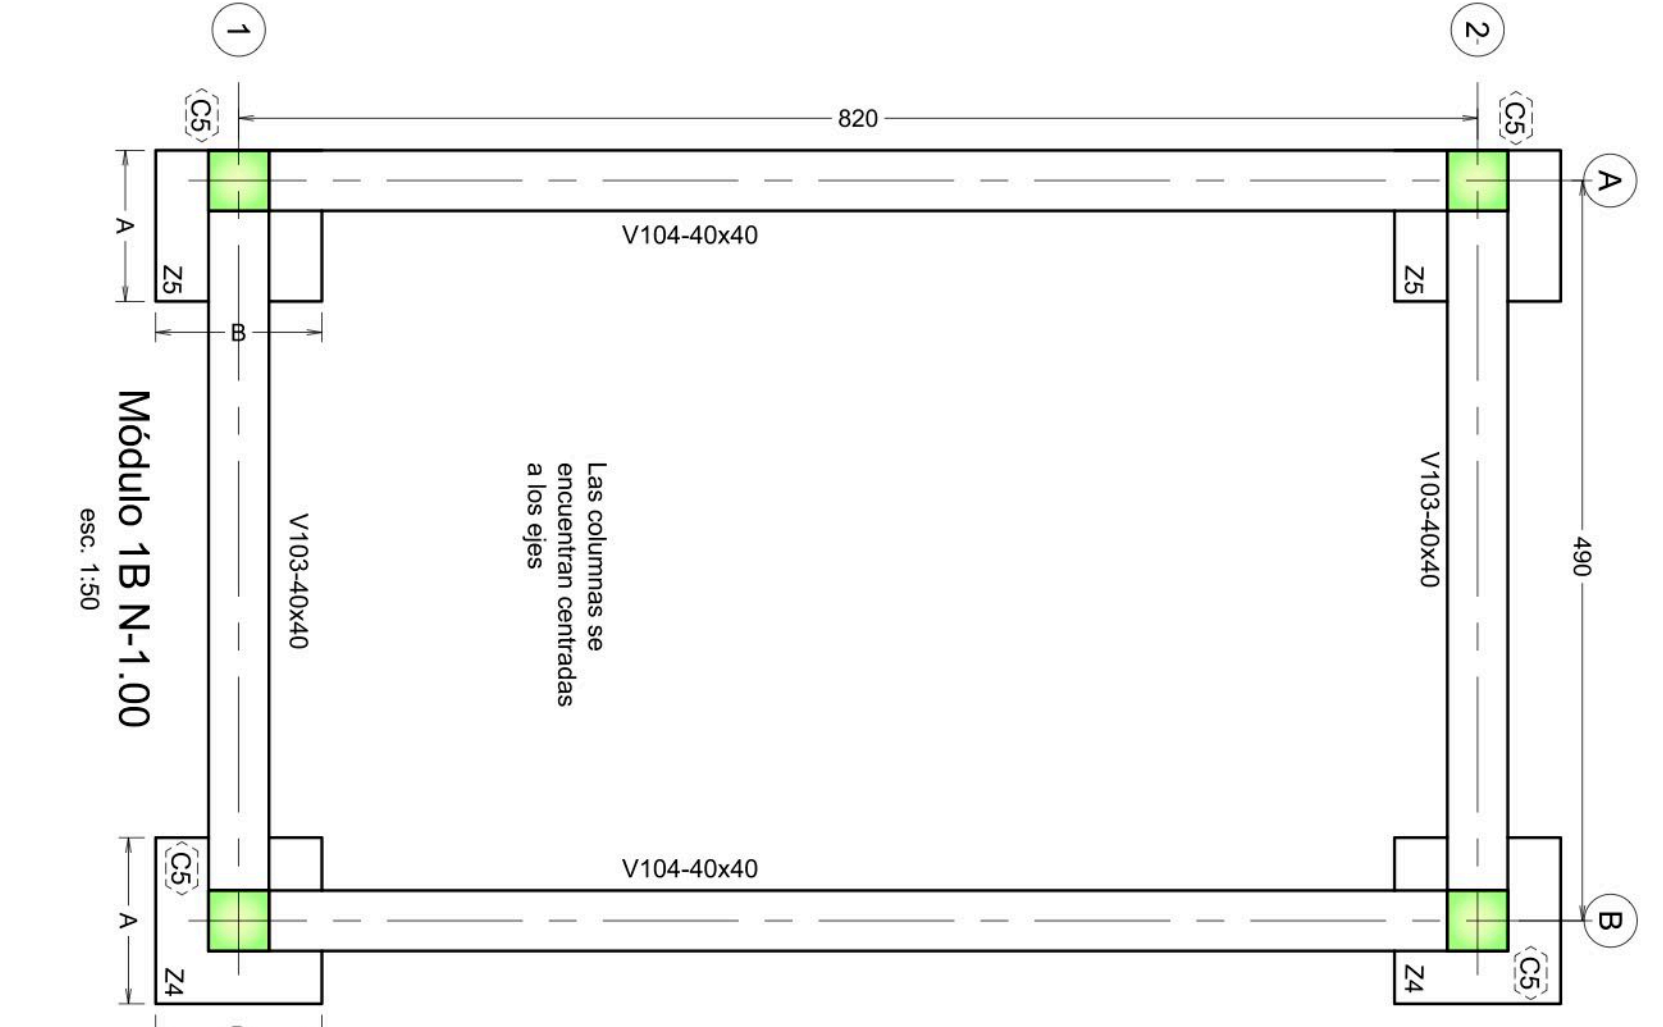 1
2
C5
C5
820
A
A
V104-40x40
Z5
Z5
B
Módulo 1B N-1.00
esc. 1:50
V103-40x40
Las columnas se
encuentran centradas
a los ejes
V103-40x40
490
V104-40x40
C5
A
Z4
Z4
C5
B